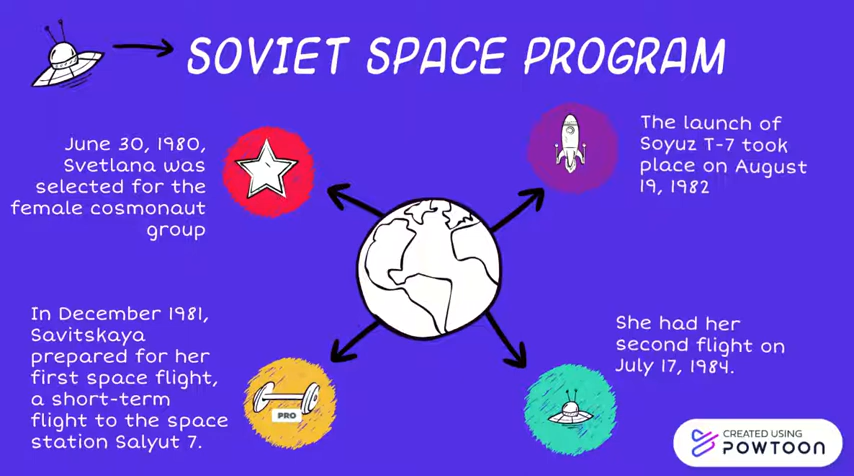 SOVIET SPACE PROGRAM
June 30, 1980,
Svetlana was
selected for the
female cosmonaut
group
The launch of
Soyuz T-7 took
place on August
19, 1982
In December 1981,
Savitskaya
prepared for her
first space flight,
a short-term
flight to the space
station Salyut 7.
PRO
She had her
second flight on
July 17, 1984.
CREATED USING
POWTOON